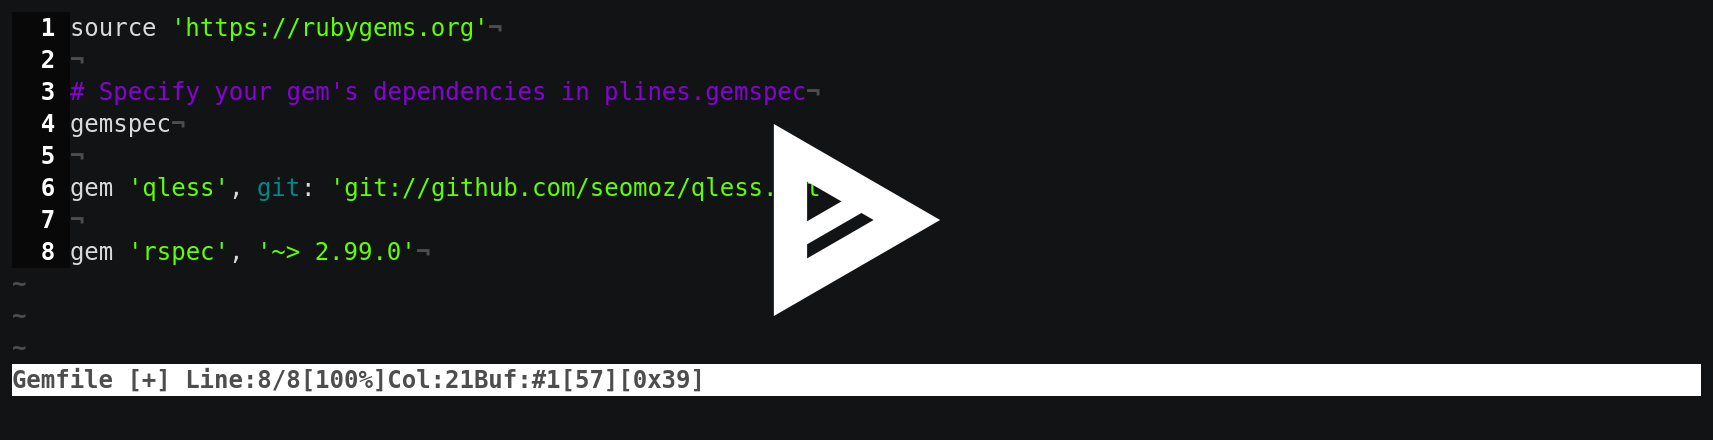 1 source 'https://rubygems.org'¬
2 ¬
3 # Specify your gem's dependencies in plines.gemspec¬
4 gemspec¬
5 ¬
6 gem 'qless', git: 'git://github.com/seomoz/qless.
7 ¬
8 gem 'rspec', '~> 2.99.0'¬
~
~
~
Gemfile [+] Line:8/8[100%]Col:21Buf:#1[57][0x39]